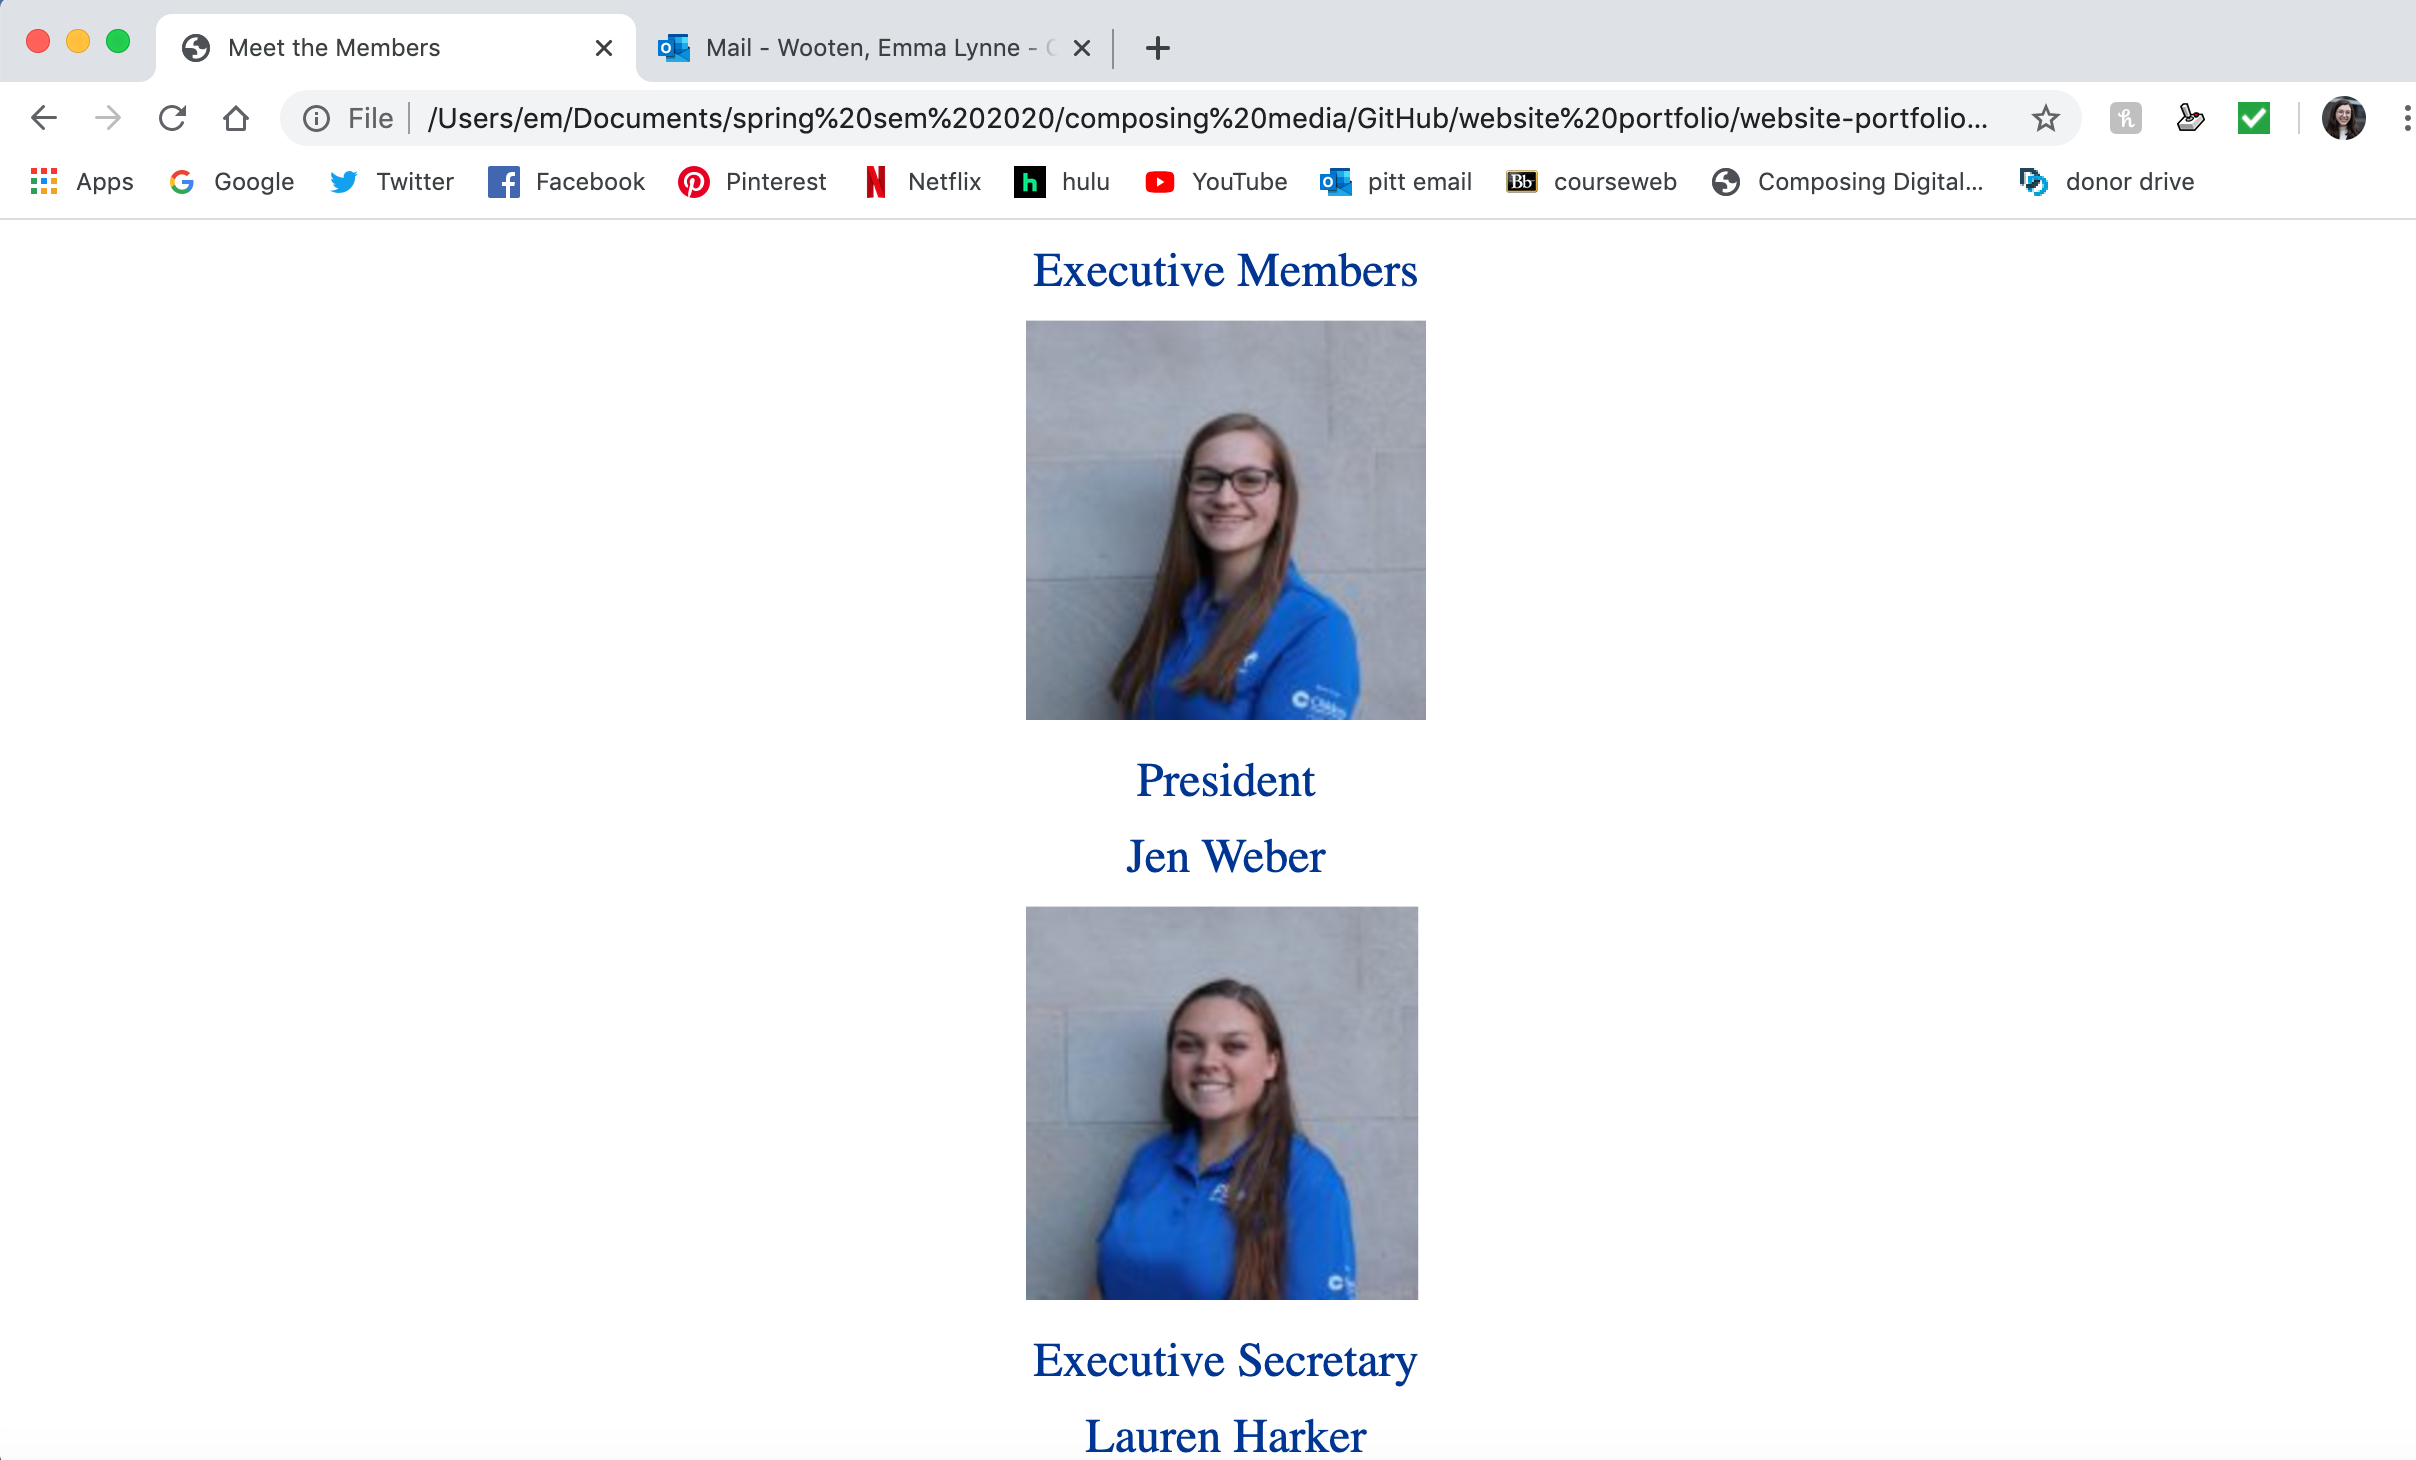 Meet the Members
Mail - Wooten, Emma Lynne -
File
/Users/em/Documents/spring%20sem%202020/composing%20media/GitHub/website%20portfolio/website-portfolio...
Apps Google Twitter Facebook Pinterest Netflix hulu YouTube pitt email Bb courseweb Composing Digital... donor drive
Executive Members
President
Jen Weber
Executive Secretary
Lauren Harker